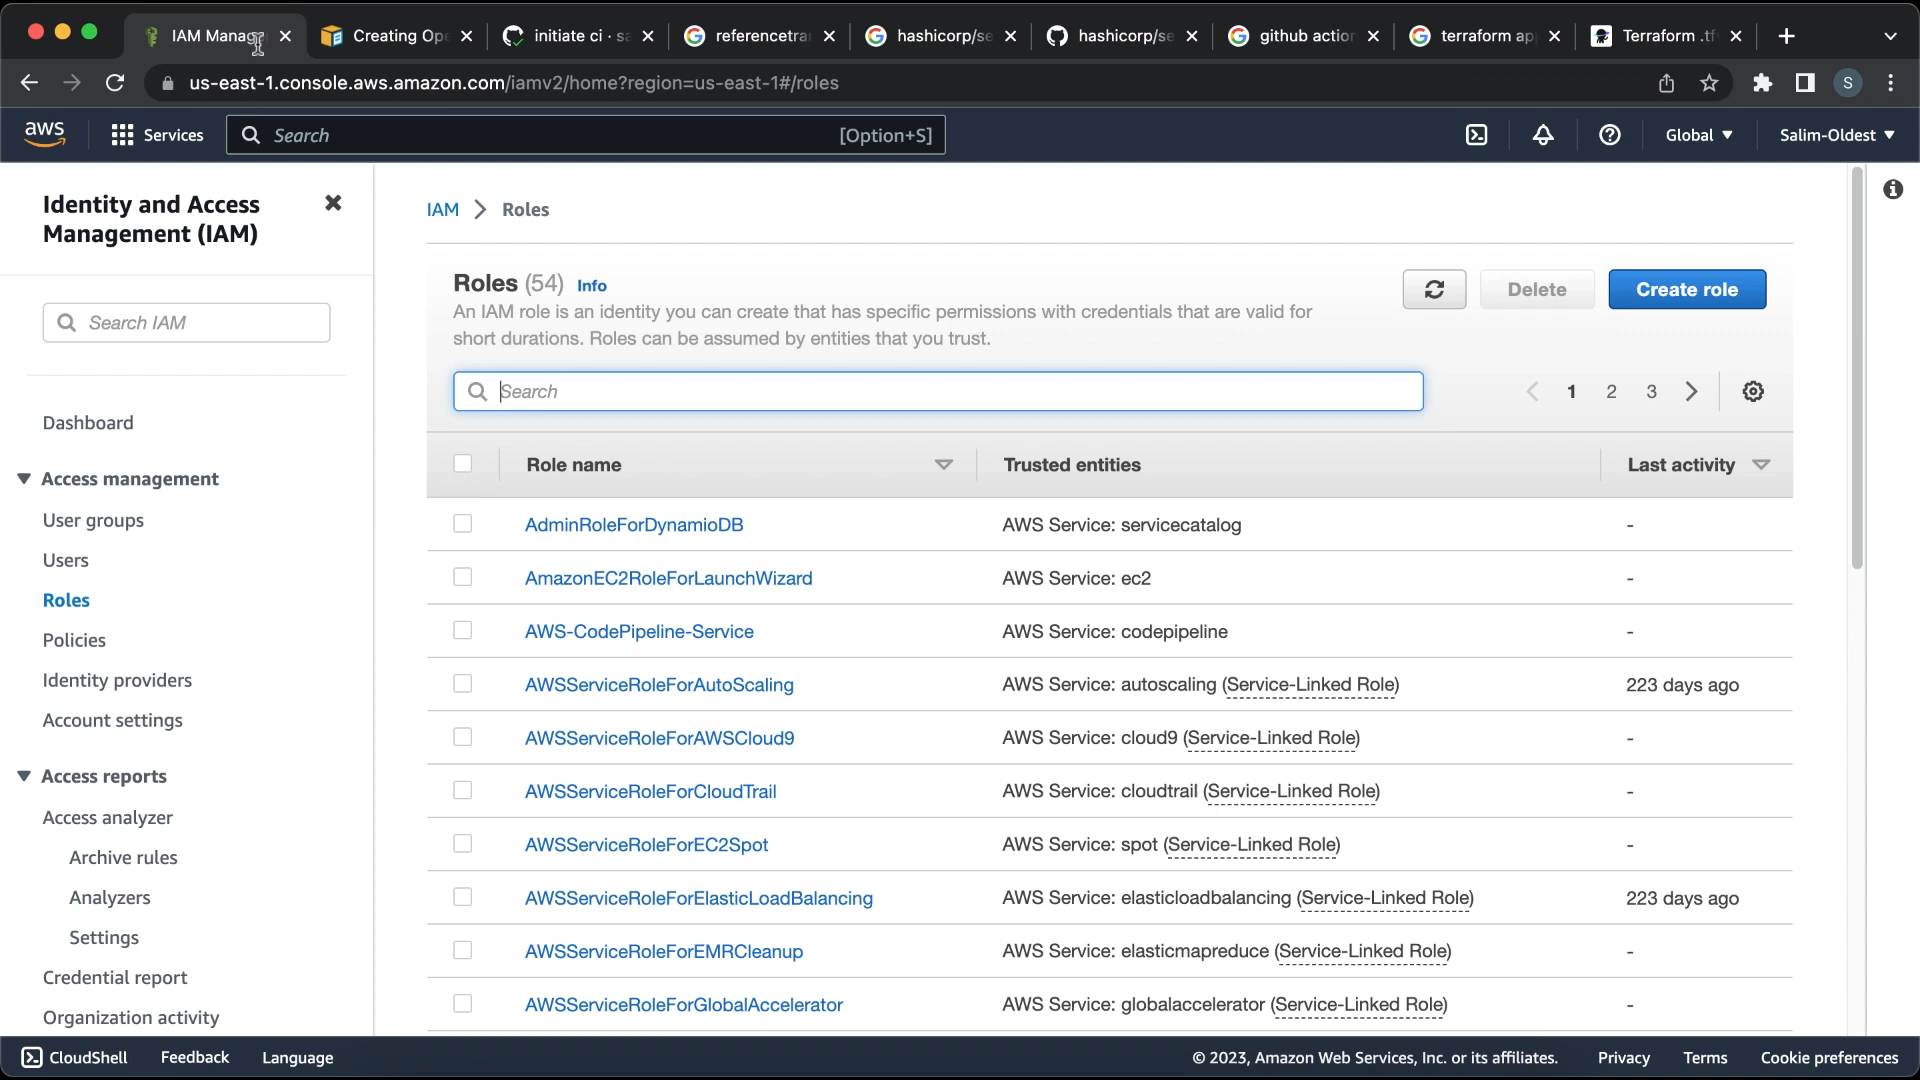 IAM Manag
Creating Ope
initiate ci · sa
referencetra
hashicorp/se
hashicorp/se
github action
terraform ap
Terraform .tf
us-east-1.console.aws.amazon.com/iamv2/home?region=us-east-1#/roles
S
aws
Services
Search
[Option+S]
Global
Salim-Oldest
Identity and Access
Management (IAM)
Search IAM
Dashboard
Access management
User groups
Users
Roles
Policies
Identity providers
Account settings
Access reports
Access analyzer
Archive rules
Analyzers
Settings
Credential report
Organization activity
IAM > Roles
Roles (54) Info
An IAM role is an identity you can create that has specific permissions with credentials that are valid for
short durations. Roles can be assumed by entities that you trust.
Delete
Create role
Search
1 2 3
Role name Trusted entities Last activity
AdminRoleForDynamioDB AWS Service: servicecatalog -
AmazonEC2RoleForLaunchWizard AWS Service: ec2 -
AWS-CodePipeline-Service AWS Service: codepipeline -
AWSServiceRoleForAutoScaling AWS Service: autoscaling (Service-Linked Role) 223 days ago
AWSServiceRoleForAWSCloud9 AWS Service: cloud9 (Service-Linked Role) -
AWSServiceRoleForCloudTrail AWS Service: cloudtrail (Service-Linked Role) -
AWSServiceRoleForEC2Spot AWS Service: spot (Service-Linked Role) -
AWSServiceRoleForElasticLoadBalancing AWS Service: elasticloadbalancing (Service-Linked Role) 223 days ago
AWSServiceRoleForEMRCleanup AWS Service: elasticmapreduce (Service-Linked Role) -
AWSServiceRoleForGlobalAccelerator AWS Service: globalaccelerator (Service-Linked Role) -
CloudShell Feedback Language © 2023, Amazon Web Services, Inc. or its affiliates. Privacy Terms Cookie preferences